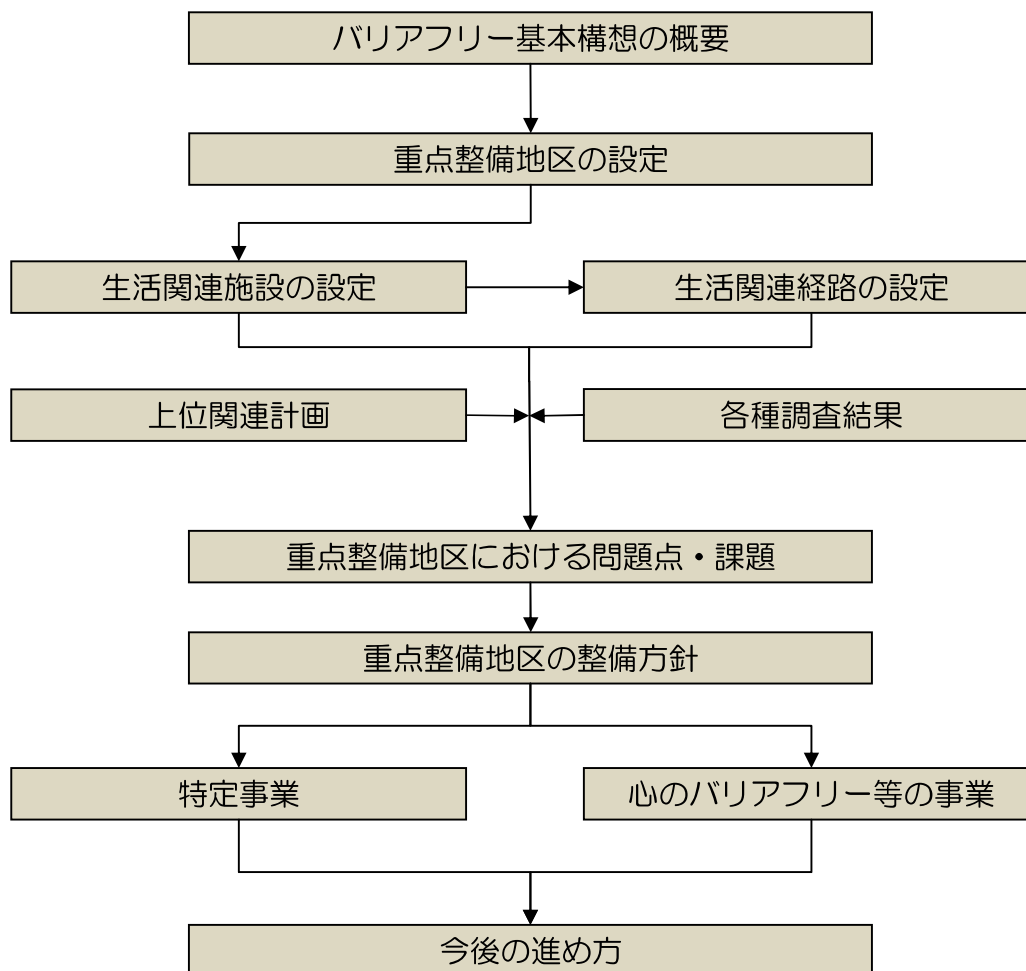 バリアフリー基本構想の概要
重点整備地区の設定
生活関連施設の設定
生活関連経路の設定
上位関連計画
各種調査結果
重点整備地区における問題点・課題
重点整備地区の整備方針
特定事業
心のバリアフリー等の事業
今後の進め方